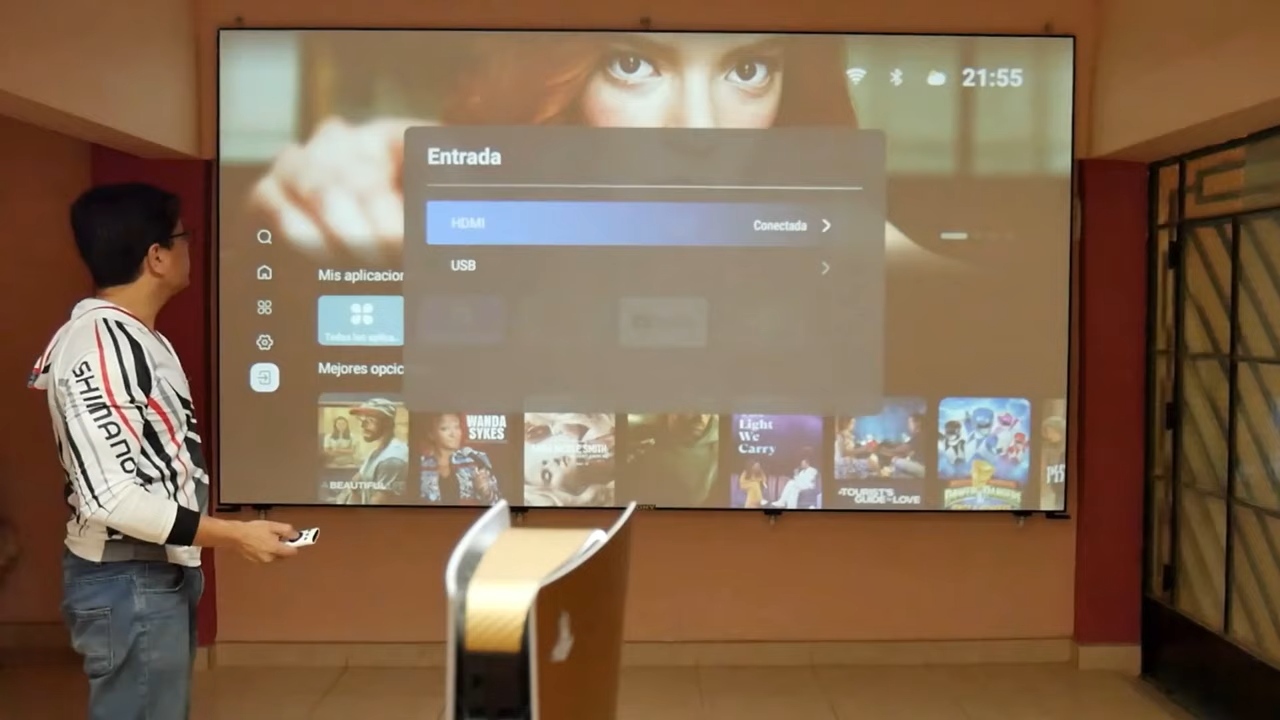 21:55
Entrada
HDMI
Conectada
USB
Mis aplicacion
Mejores opcio
WANDA
SYKES
Light
We
Carry
A BEAUTIFUL
TOURIST'S
GUIDE TO LOVE
SHIMANO